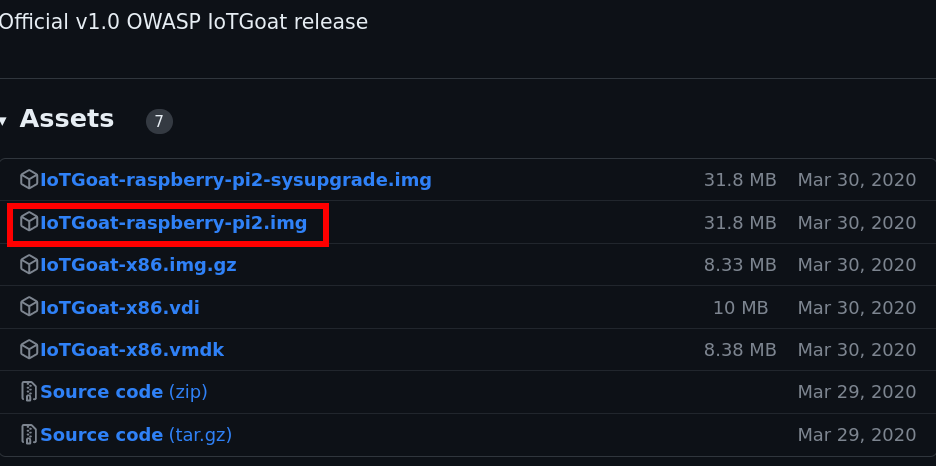 Official v1.0 OWASP IoTGoat release
Assets 7
IoTGoat-raspberry-pi2-sysupgrade.img 31.8 MB Mar 30, 2020
IoTGoat-raspberry-pi2.img 31.8 MB Mar 30, 2020
IoTGoat-x86.img.gz 8.33 MB Mar 30, 2020
IoTGoat-x86.vdi 10 MB Mar 30, 2020
IoTGoat-x86.vmdk 8.38 MB Mar 30, 2020
Source code (zip) Mar 29, 2020
Source code (tar.gz) Mar 29, 2020